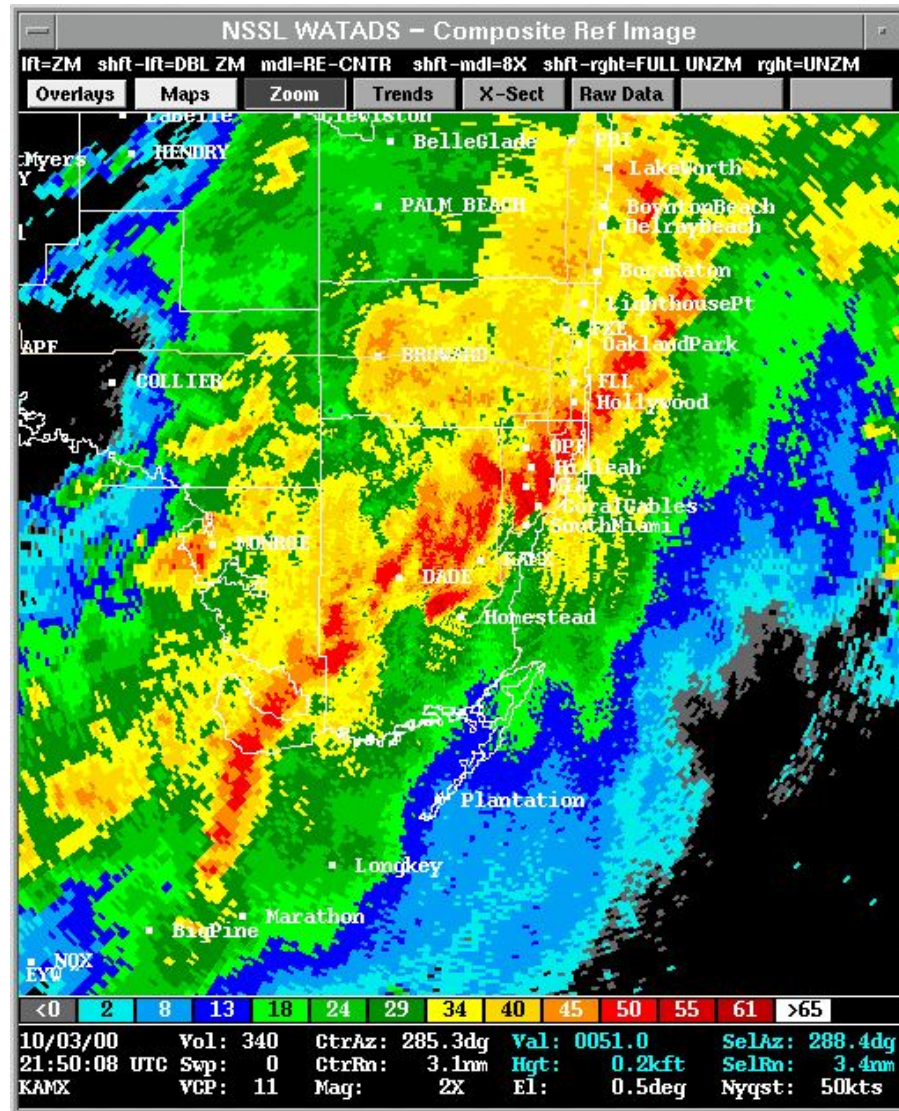 NSSL WATADS – Composite Ref Image
lft=ZM shft-lft=DBL ZM mdl=RE-CNTR shft-mdl=8X shft-rght=FULL UNZM rght=UNZM
Overlays Maps Zoom Trends X-Sect Raw Data
LaBelle Clewiston
BelleGlade PBI
Myers HENDRY
LakeWorth
PALM_BEACH BoyntonBeach
DelrayBeach
BocaRaton
LighthousePt
FXE
APF BROWARD OaklandPark
COLLIER FLL
Hollywood
OPF
Hialeah
MIA
CoralGables
SouthMiami
MONROE KAMX
DADE
Homestead
Plantation
Longkey
Marathon
BigPine
NQX
EYW
<0 2 8 13 18 24 29 34 40 45 50 55 61 >65
10/03/00 Vol: 340 CtrAz: 285.3dg Val: 0051.0 SelAz: 288.4dg
21:50:08 UTC Swp: 0 CtrRn: 3.1nm Hgt: 0.2kft SelRn: 3.4nm
KAMX VCP: 11 Mag: 2X El: 0.5deg Nyqst: 50kts